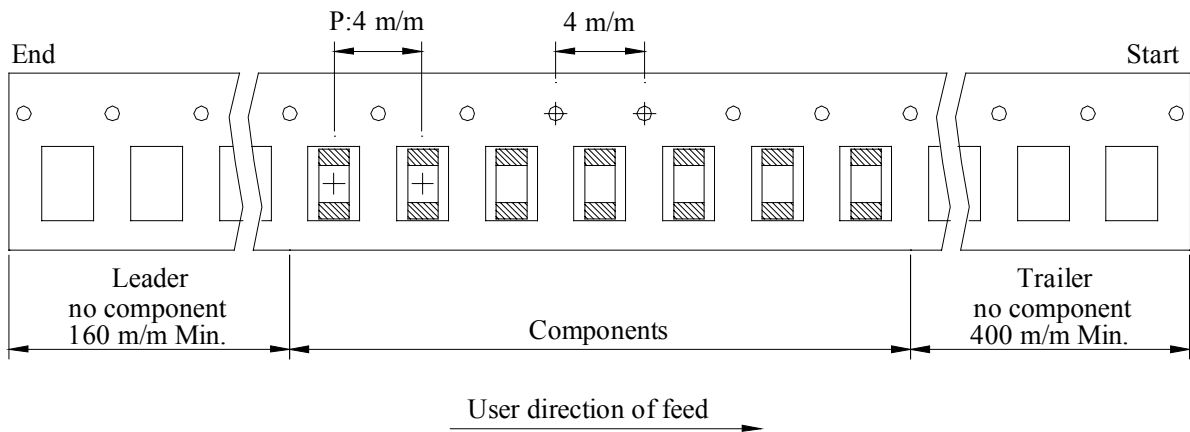 P:4 m/m
4 m/m
End
Start
Leader
no component
160 m/m Min.
Components
Trailer
no component
400 m/m Min.
User direction of feed